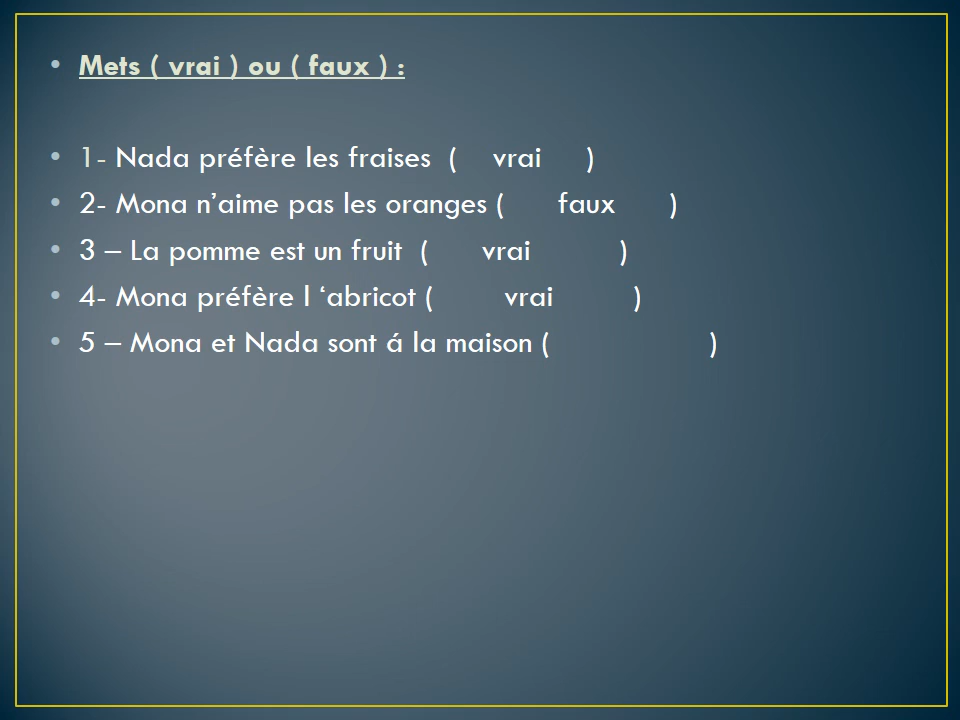 • Mets ( vrai ) ou ( faux ) :
• 1- Nada préfère les fraises ( vrai )
• 2- Mona n’aime pas les oranges ( faux )
• 3 – La pomme est un fruit ( vrai )
• 4- Mona préfère l ‘abricot ( vrai )
• 5 – Mona et Nada sont á la maison ( )